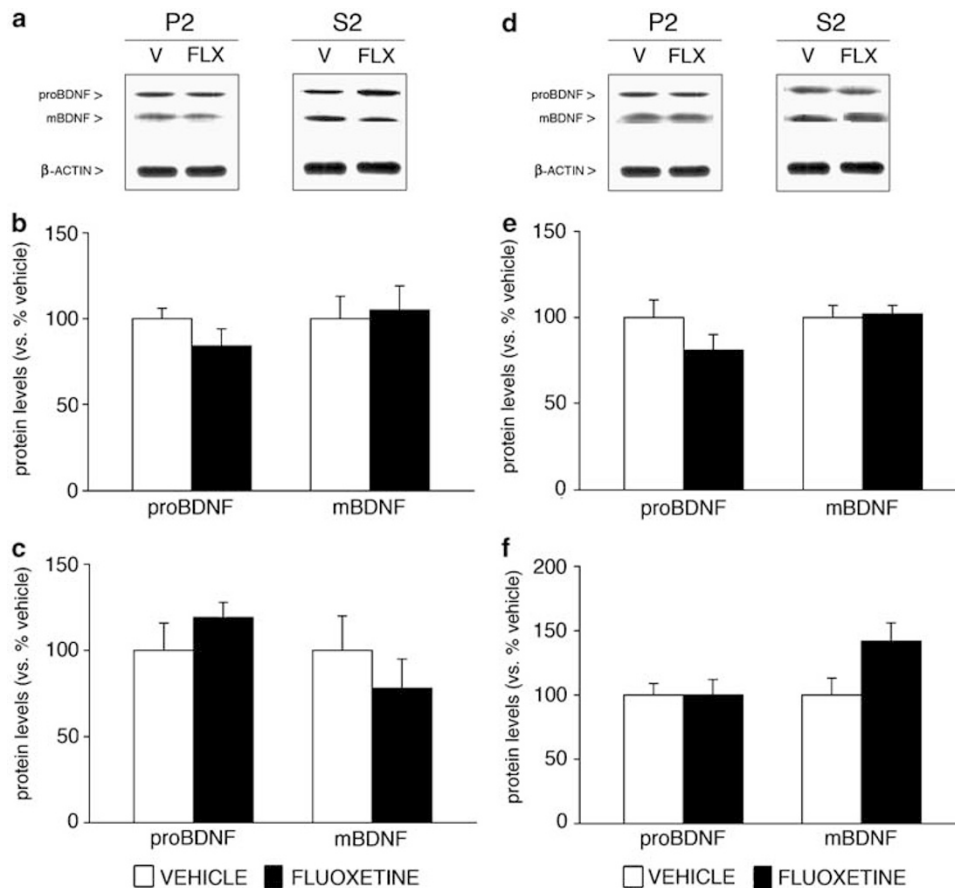 a
P2 S2
V FLX V FLX
proBDNF >
mBDNF >
β-ACTIN >
b
protein levels (vs. % vehicle)
150
100
50
0
proBDNF mBDNF
c
protein levels (vs. % vehicle)
150
100
50
0
proBDNF mBDNF
VEHICLE FLUOXETINE
d
P2 S2
V FLX V FLX
proBDNF >
mBDNF >
β-ACTIN >
e
protein levels (vs. % vehicle)
150
100
50
0
proBDNF mBDNF
f
protein levels (vs. % vehicle)
200
150
100
50
0
proBDNF mBDNF
VEHICLE FLUOXETINE